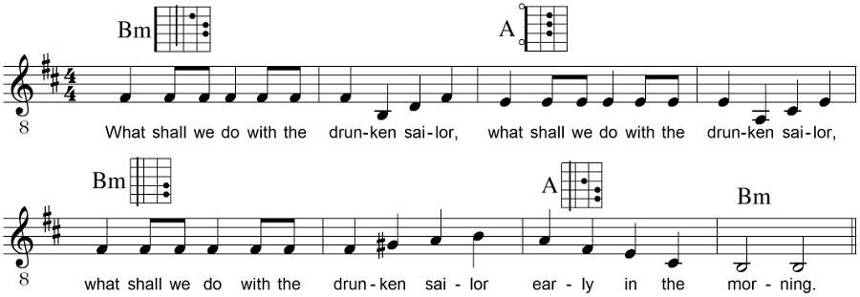 Bm A
4
4
8
What shall we do with the drun-ken sai-lor, what shall we do with the drun-ken sai-lor,
Bm A Bm
8
what shall we do with the drun-ken sai-lor ear-ly in the mor-ning.